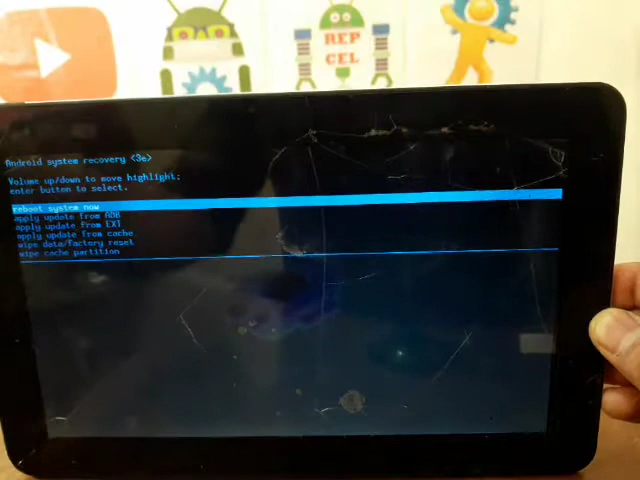 REP
CEL
Android system recovery <3e>
Volume up/down to move highlight;
enter button to select.
reboot system now
apply update from ADB
apply update from EXT
apply update from cache
wipe data/factory reset
wipe cache partition